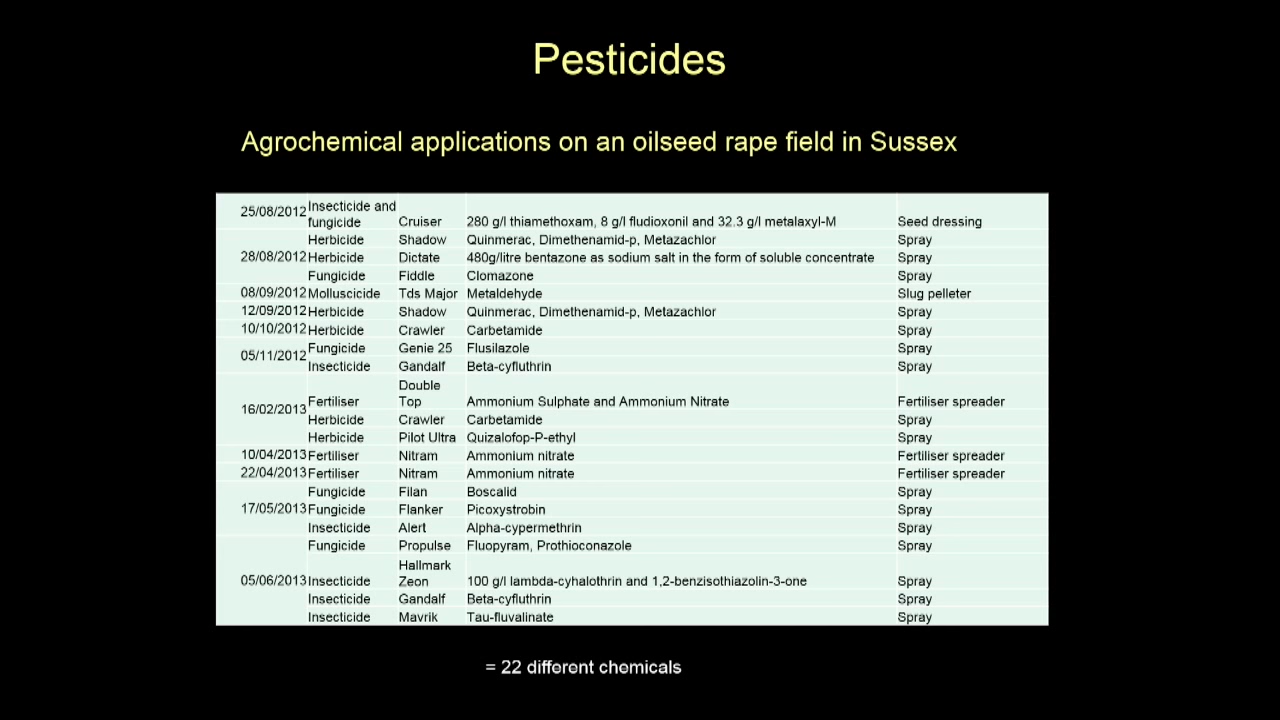 Pesticides
Agrochemical applications on an oilseed rape field in Sussex
25/08/2012 Insecticide and fungicide Cruiser 280 g/l thiamethoxam, 8 g/l fludioxonil and 32.3 g/l metalaxyl-M Seed dressing
Herbicide Shadow Quinmerac, Dimethenamid-p, Metazachlor Spray
28/08/2012 Herbicide Dictate 480g/litre bentazone as sodium salt in the form of soluble concentrate Spray
Fungicide Fiddle Clomazone Spray
08/09/2012 Molluscicide Tds Major Metaldehyde Slug pelleter
12/09/2012 Herbicide Shadow Quinmerac, Dimethenamid-p, Metazachlor Spray
10/10/2012 Herbicide Crawler Carbetamide Spray
05/11/2012 Fungicide Genie 25 Flusilazole Spray
Insecticide Gandalf Beta-cyfluthrin Spray
16/02/2013 Fertiliser Double Top Ammonium Sulphate and Ammonium Nitrate Fertiliser spreader
Herbicide Crawler Carbetamide Spray
Herbicide Pilot Ultra Quizalofop-P-ethyl Spray
10/04/2013 Fertiliser Nitram Ammonium nitrate Fertiliser spreader
22/04/2013 Fertiliser Nitram Ammonium nitrate Fertiliser spreader
Fungicide Filan Boscalid Spray
17/05/2013 Fungicide Flanker Picoxystrobin Spray
Insecticide Alert Alpha-cypermethrin Spray
Fungicide Propulse Fluopyram, Prothioconazole Spray
05/06/2013 Insecticide Hallmark Zeon 100 g/l lambda-cyhalothrin and 1,2-benzisothiazolin-3-one Spray
Insecticide Gandalf Beta-cyfluthrin Spray
Insecticide Mavrik Tau-fluvalinate Spray
= 22 different chemicals